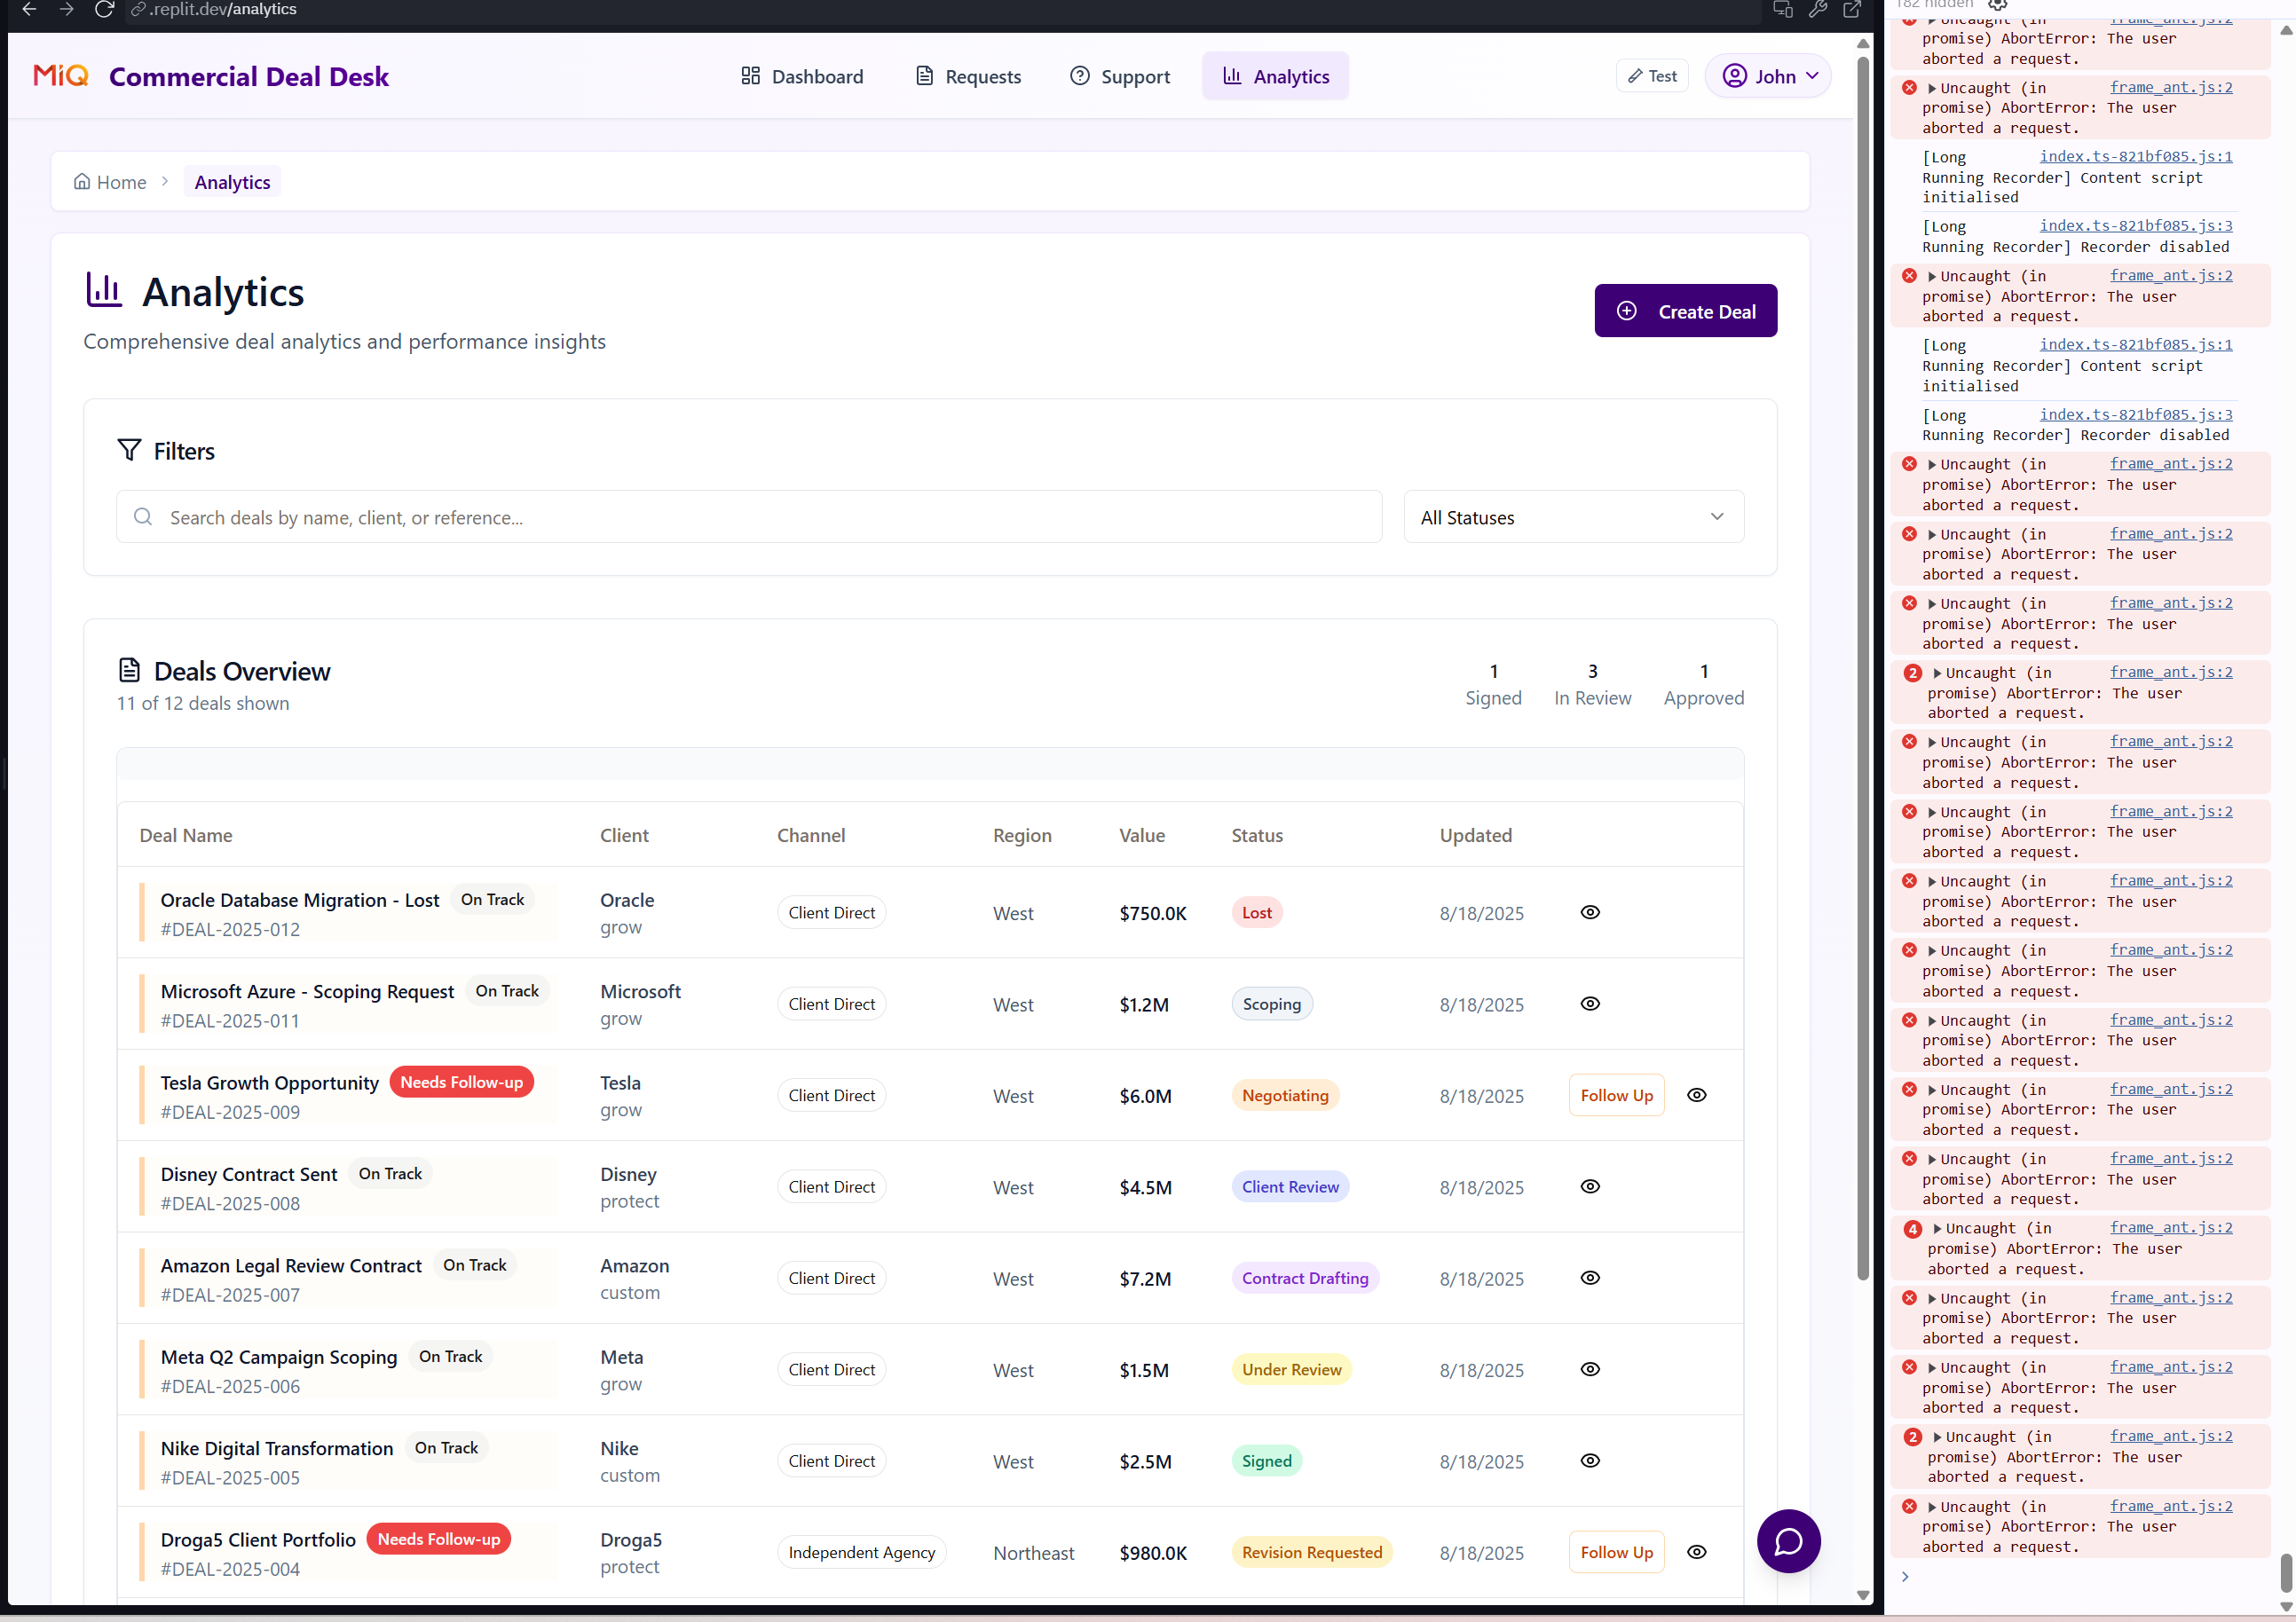 .replit.dev/analytics
MiQ Commercial Deal Desk
Dashboard
Requests
Support
Analytics
Test
John
Home
Analytics
Analytics
Comprehensive deal analytics and performance insights
Create Deal
Filters
Search deals by name, client, or reference...
All Statuses
Deals Overview
11 of 12 deals shown
1
Signed
3
In Review
1
Approved
Deal Name Client Channel Region Value Status Updated
Oracle Database Migration - Lost On Track Oracle Client Direct West $750.0K Lost 8/18/2025
#DEAL-2025-012 grow
Microsoft Azure - Scoping Request On Track Microsoft Client Direct West $1.2M Scoping 8/18/2025
#DEAL-2025-011 grow
Tesla Growth Opportunity Needs Follow-up Tesla Client Direct West $6.0M Negotiating 8/18/2025 Follow Up
#DEAL-2025-009 grow
Disney Contract Sent On Track Disney Client Direct West $4.5M Client Review 8/18/2025
#DEAL-2025-008 protect
Amazon Legal Review Contract On Track Amazon Client Direct West $7.2M Contract Drafting 8/18/2025
#DEAL-2025-007 custom
Meta Q2 Campaign Scoping On Track Meta Client Direct West $1.5M Under Review 8/18/2025
#DEAL-2025-006 grow
Nike Digital Transformation On Track Nike Client Direct West $2.5M Signed 8/18/2025
#DEAL-2025-005 custom
Droga5 Client Portfolio Needs Follow-up Droga5 Independent Agency Northeast $980.0K Revision Requested 8/18/2025 Follow Up
#DEAL-2025-004 protect
182 hidden
Uncaught (in frame_ant.js:2
promise) AbortError: The user
aborted a request.
Uncaught (in frame_ant.js:2
promise) AbortError: The user
aborted a request.
[Long index.ts-821bf085.js:1
Running Recorder] Content script
initialised
[Long index.ts-821bf085.js:3
Running Recorder] Recorder disabled
Uncaught (in frame_ant.js:2
promise) AbortError: The user
aborted a request.
[Long index.ts-821bf085.js:1
Running Recorder] Content script
initialised
[Long index.ts-821bf085.js:3
Running Recorder] Recorder disabled
Uncaught (in frame_ant.js:2
promise) AbortError: The user
aborted a request.
Uncaught (in frame_ant.js:2
promise) AbortError: The user
aborted a request.
Uncaught (in frame_ant.js:2
promise) AbortError: The user
aborted a request.
2 Uncaught (in frame_ant.js:2
promise) AbortError: The user
aborted a request.
Uncaught (in frame_ant.js:2
promise) AbortError: The user
aborted a request.
Uncaught (in frame_ant.js:2
promise) AbortError: The user
aborted a request.
Uncaught (in frame_ant.js:2
promise) AbortError: The user
aborted a request.
Uncaught (in frame_ant.js:2
promise) AbortError: The user
aborted a request.
Uncaught (in frame_ant.js:2
promise) AbortError: The user
aborted a request.
Uncaught (in frame_ant.js:2
promise) AbortError: The user
aborted a request.
Uncaught (in frame_ant.js:2
promise) AbortError: The user
aborted a request.
4 Uncaught (in frame_ant.js:2
promise) AbortError: The user
aborted a request.
Uncaught (in frame_ant.js:2
promise) AbortError: The user
aborted a request.
Uncaught (in frame_ant.js:2
promise) AbortError: The user
aborted a request.
2 Uncaught (in frame_ant.js:2
promise) AbortError: The user
aborted a request.
Uncaught (in frame_ant.js:2
promise) AbortError: The user
aborted a request.